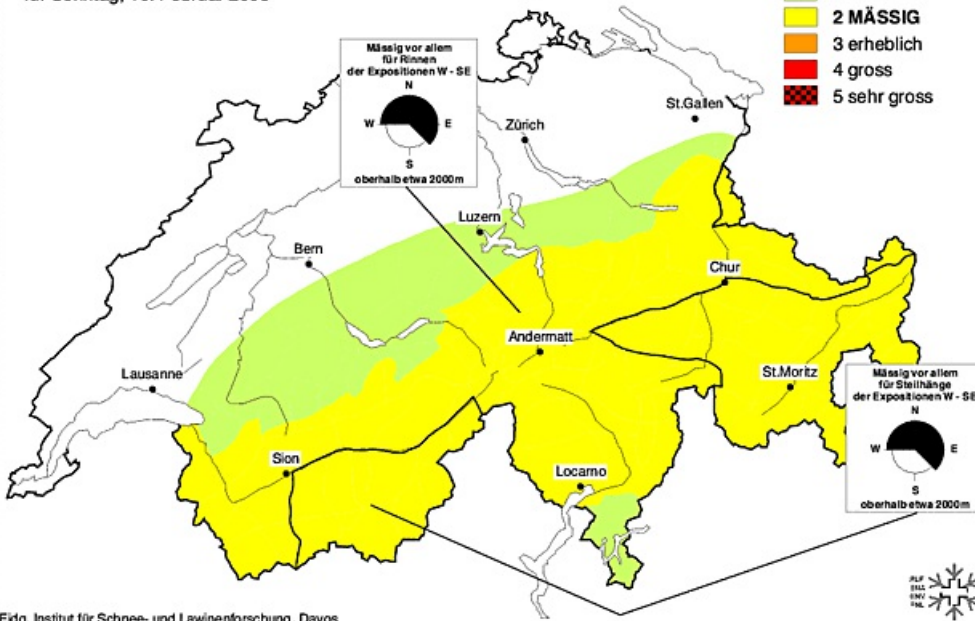 2 MÄSSIG
3 erheblich
4 gross
5 sehr gross
Mässig vor allem
für Rinnen
der Expositionen W - SE
N
W
E
S
oberhalb etwa 2000m
St.Gallen
Zürich
Luzern
Bern
Chur
Andermatt
Lausanne
St.Moritz
Sion
Locarno
Mässig vor allem
für Steilhänge
der Expositionen W - SE
N
W
E
S
oberhalb etwa 2000m
SLF
Eidg. Institut für Schnee- und Lawinenforschung, Davos